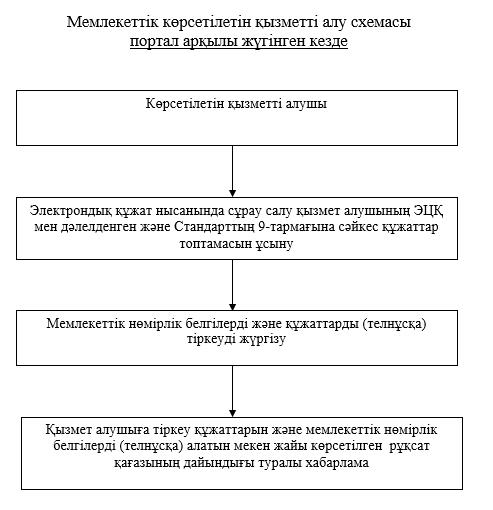 Мемлекеттік көрсетілетін қызметті алу схемасы
портал арқылы жүгінген кезде
Көрсетілетін қызметті алушы
Электрондық құжат нысанында сұрау салу қызмет алушының ЭЦҚ
мен дәлелденген және Стандарттың 9-тармағына сәйкес құжаттар
топтамасын ұсыну
Мемлекеттік нөмірлік белгілерді және құжаттарды (телнұсқа)
тіркеуді жүргізу
Қызмет алушыға тіркеу құжаттарын және мемлекеттік нөмірлік
белгілерді (телнұсқа) алатын мекен жайы көрсетілген рұқсат
қағазының дайындығы туралы хабарлама